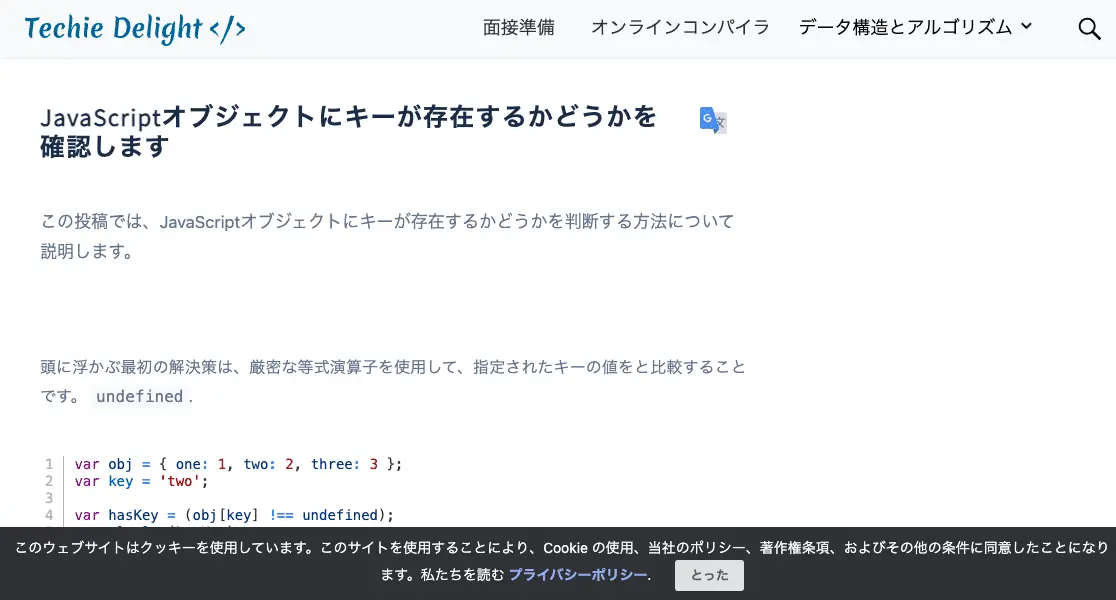 Techie Delight </> 面接準備 オンラインコンパイラ データ構造とアルゴリズム
JavaScriptオブジェクトにキーが存在するかどうかを
確認します
この投稿では、JavaScriptオブジェクトにキーが存在するかどうかを判断する方法について
説明します。
頭に浮かぶ最初の解決策は、厳密な等式演算子を使用して、指定されたキーの値をと比較すること
です。 undefined.
1 var obj = { one: 1, two: 2, three: 3 };
2 var key = 'two';
3
4 var hasKey = (obj[key] !== undefined);
このウェブサイトはクッキーを使用しています。このサイトを使用することにより、Cookie の使用、当社のポリシー、著作権条項、およびその他の条件に同意したことになり
ます。私たちを読む プライバシーポリシー. とった